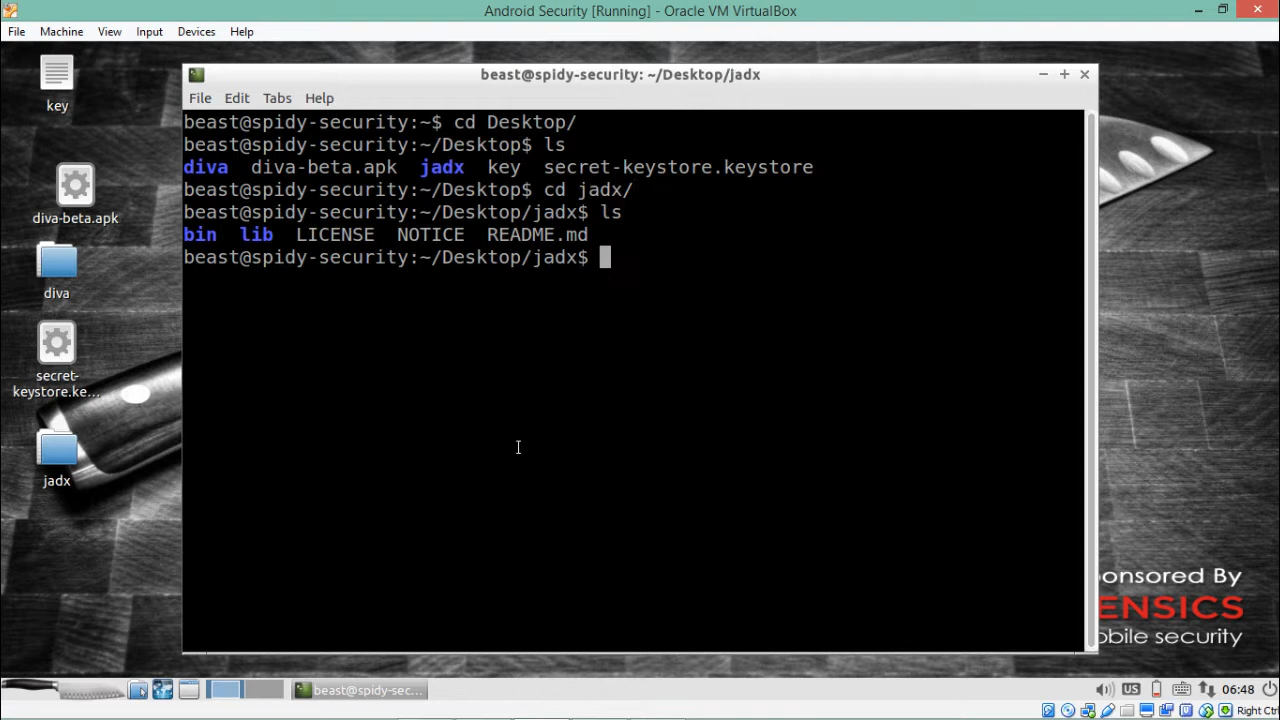 Android Security [Running] - Oracle VM VirtualBox
File Machine View Input Devices Help
key
diva-beta.apk
diva
secret-
keystore.ke...
jadx
beast@spidy-security: ~/Desktop/jadx
File Edit Tabs Help
beast@spidy-security:~$ cd Desktop/
beast@spidy-security:~/Desktop$ ls
diva diva-beta.apk jadx key secret-keystore.keystore
beast@spidy-security:~/Desktop$ cd jadx/
beast@spidy-security:~/Desktop/jadx$ ls
bin lib LICENSE NOTICE README.md
beast@spidy-security:~/Desktop/jadx$
onsored By
ENSICS
obile security
beast@spidy-sec...
US
06:48
Right Ctrl